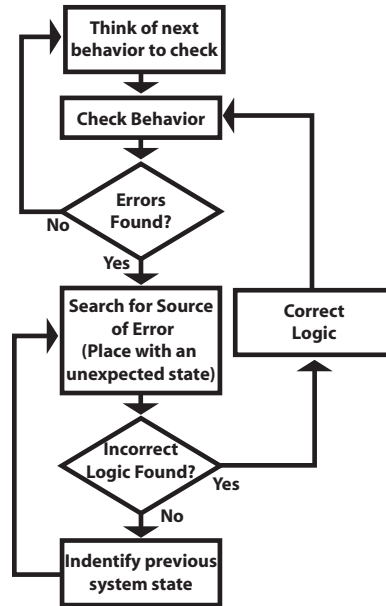 Think of next
behavior to check
Check Behavior
Errors
Found?
No
Yes
Search for Source
of Error
(Place with an
unexpected state)
Correct
Logic
Incorrect
Logic Found?
Yes
No
Indentify previous
system state